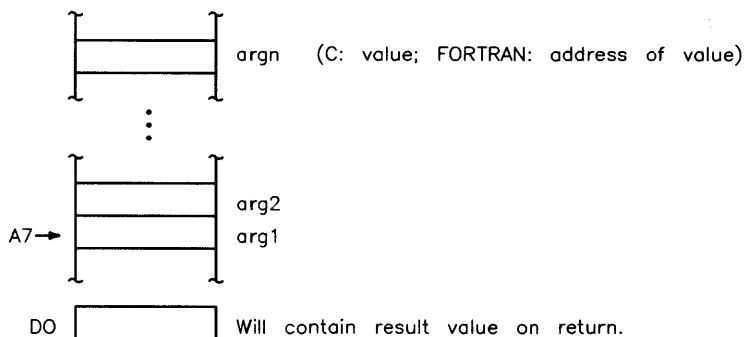 argn (C: value; FORTRAN: address of value)
arg2
A7 arg1
D0 Will contain result value on return.